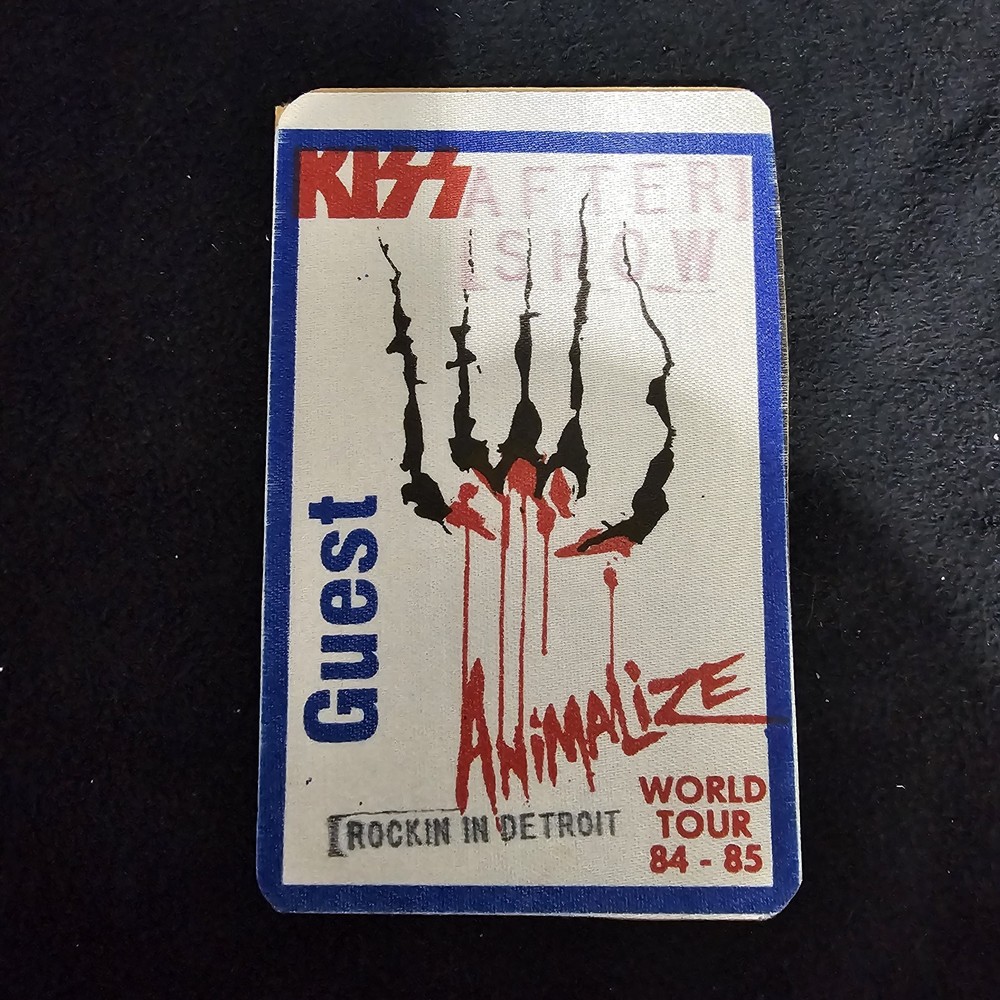 KISS AFTER
SHOW
Guest
ANiMALiZE
WORLD
TOUR
84 - 85
ROCKIN IN DETROIT